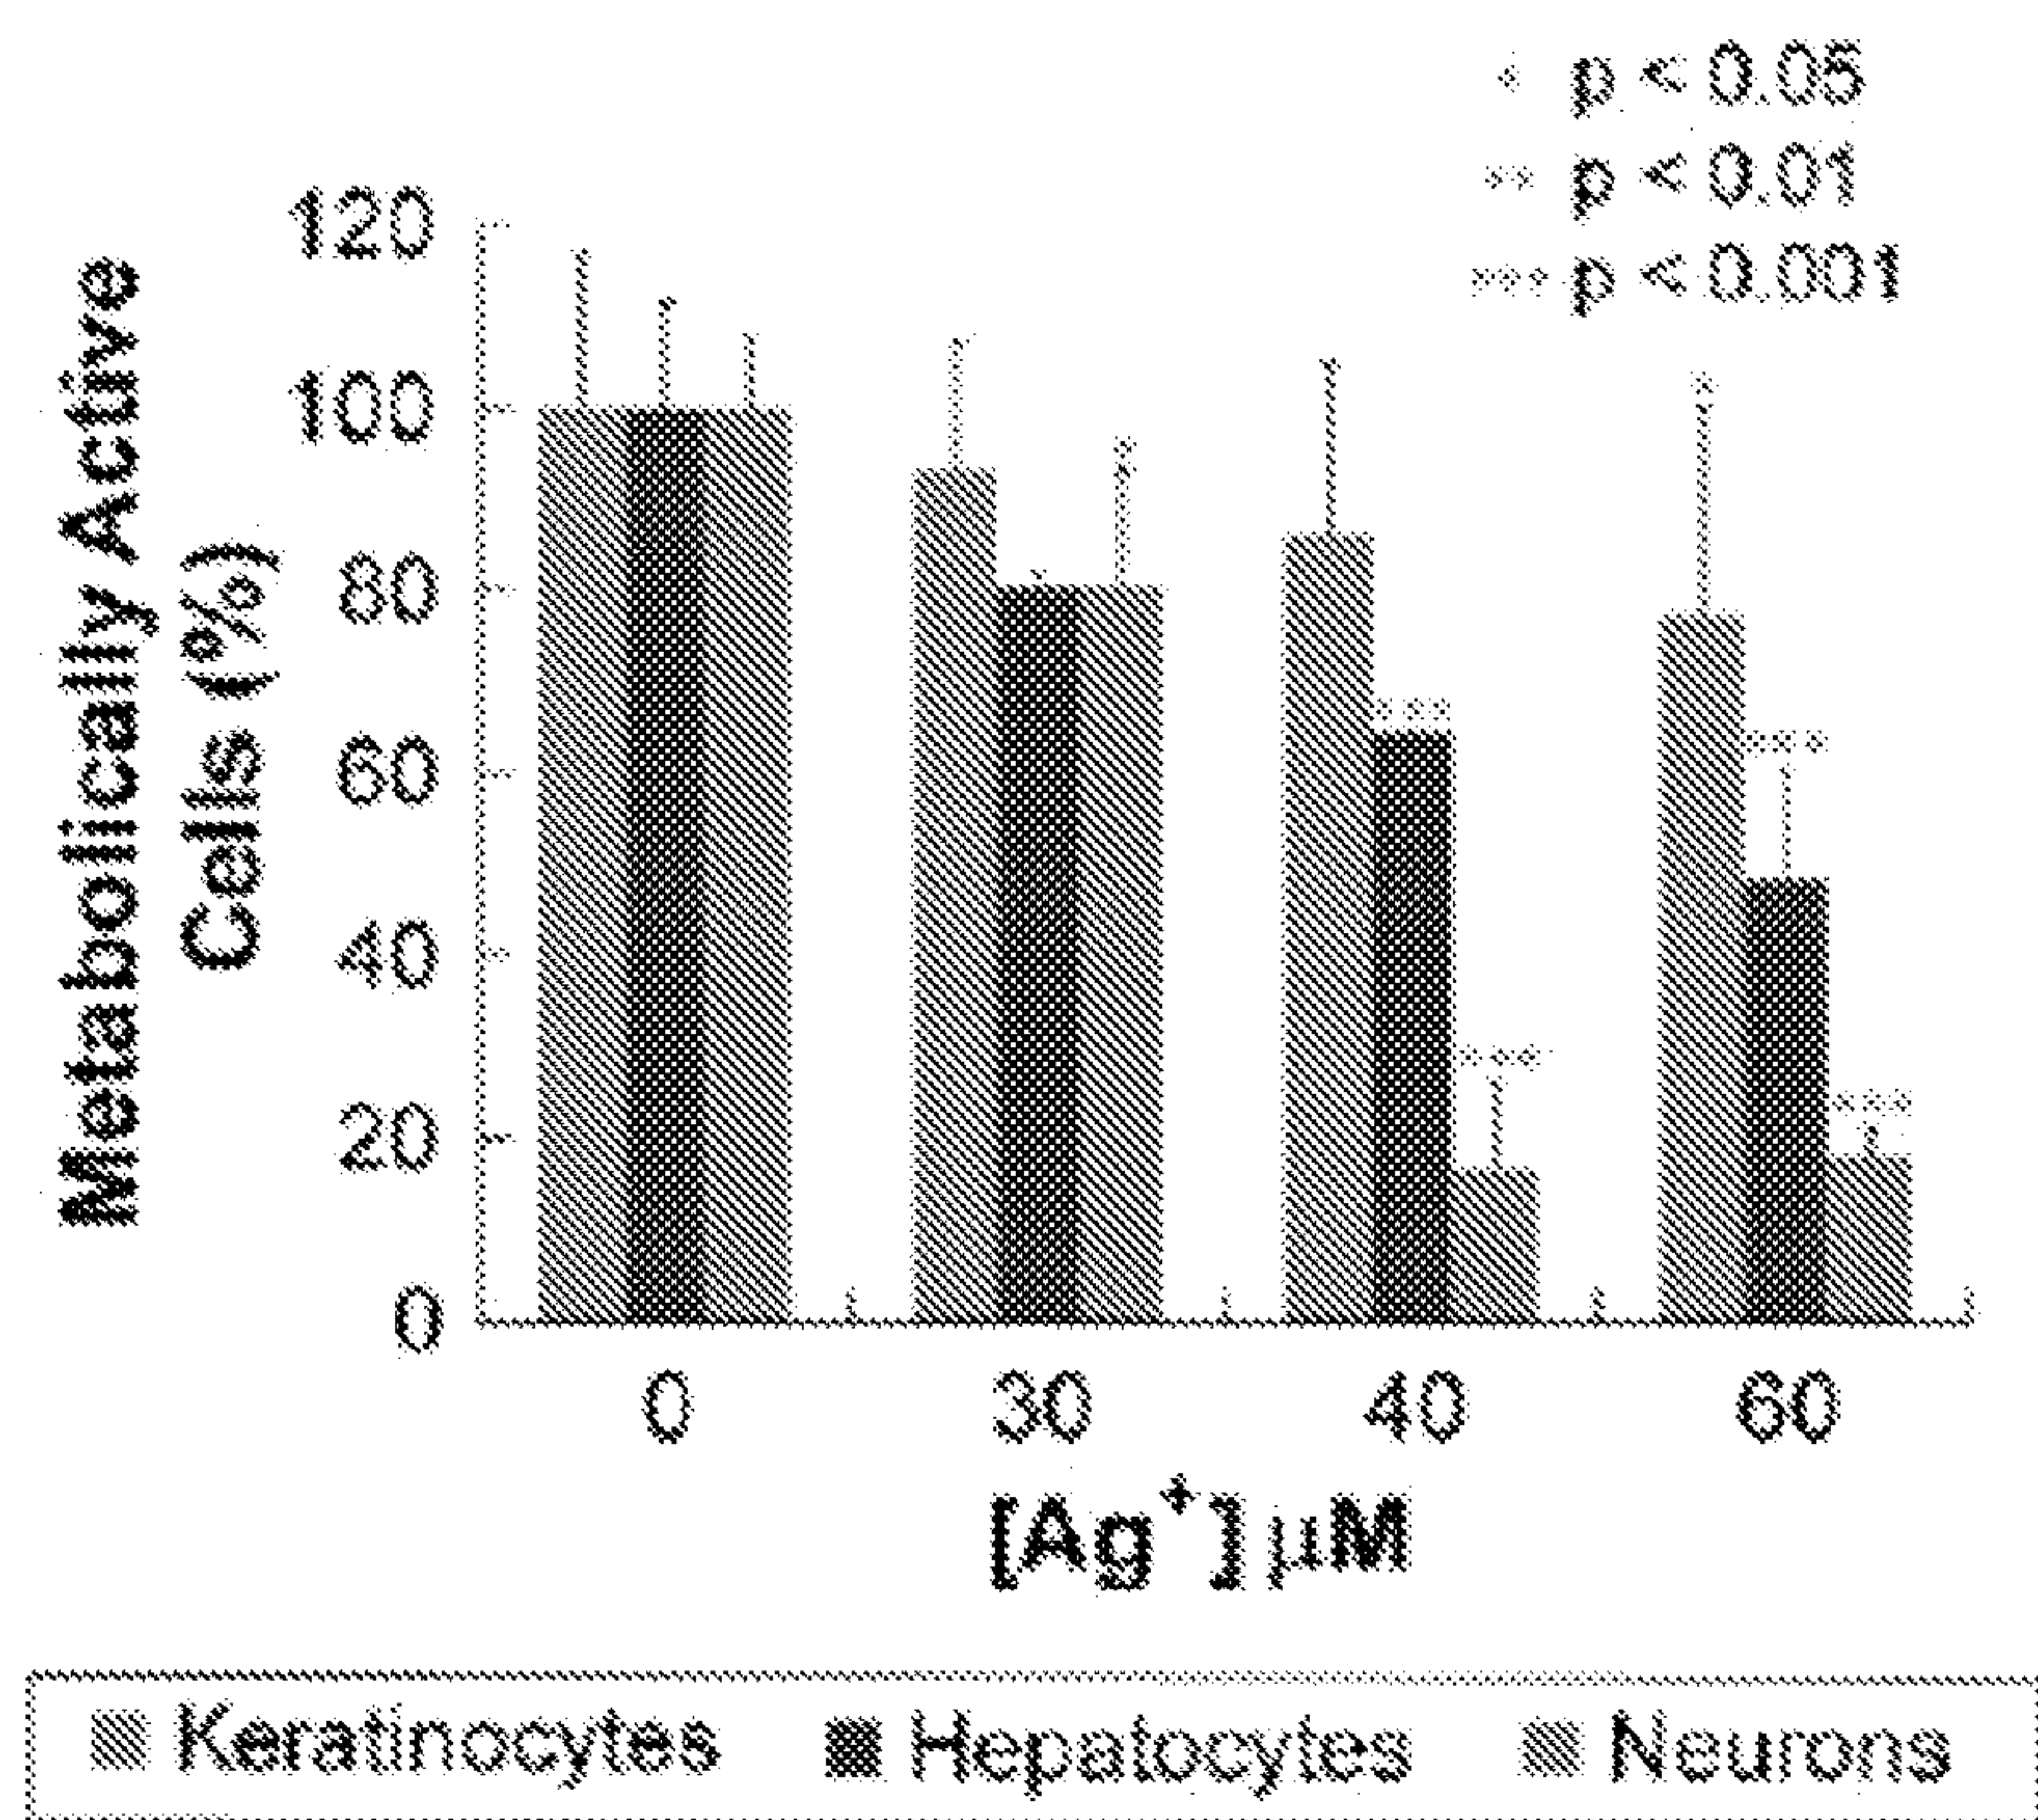 * p < 0.05
** p < 0.01
*** p < 0.001
Metabolically Active
Cells (%)
120
100
80
60
40
20
0
*
*
***
***
***
***
0 30 40 60
[Ag⁺] μM
Keratinocytes Hepatocytes Neurons